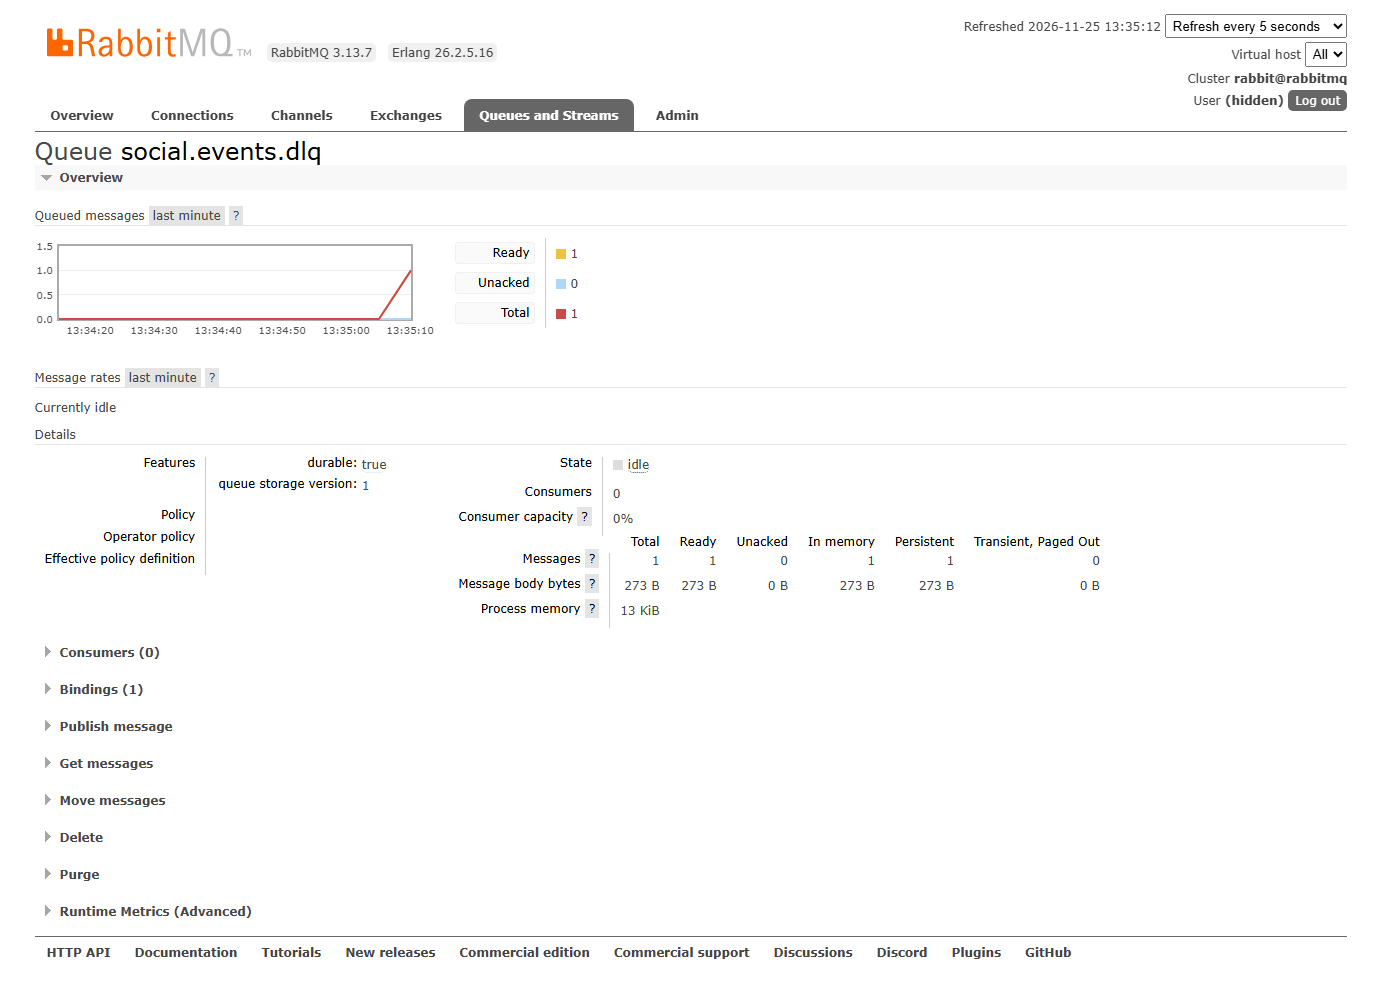 RabbitMQ TM RabbitMQ 3.13.7 Erlang 26.2.5.16
Refreshed 2026-11-25 13:35:12 Refresh every 5 seconds
Virtual host All
Cluster rabbit@rabbitmq
User (hidden) Log out
Overview Connections Channels Exchanges Queues and Streams Admin
Queue social.events.dlq
Overview
Queued messages last minute ?
1.5
1.0
0.5
0.0
13:34:20 13:34:30 13:34:40 13:34:50 13:35:00 13:35:10
Ready 1
Unacked 0
Total 1
Message rates last minute ?
Currently idle
Details
Features durable: true
queue storage version: 1
Policy
Operator policy
Effective policy definition
State idle
Consumers 0
Consumer capacity ? 0%
Total Ready Unacked In memory Persistent Transient, Paged Out
Messages ? 1 1 0 1 1 0
Message body bytes ? 273 B 273 B 0 B 273 B 273 B 0 B
Process memory ? 13 KiB
Consumers (0)
Bindings (1)
Publish message
Get messages
Move messages
Delete
Purge
Runtime Metrics (Advanced)
HTTP API Documentation Tutorials New releases Commercial edition Commercial support Discussions Discord Plugins GitHub